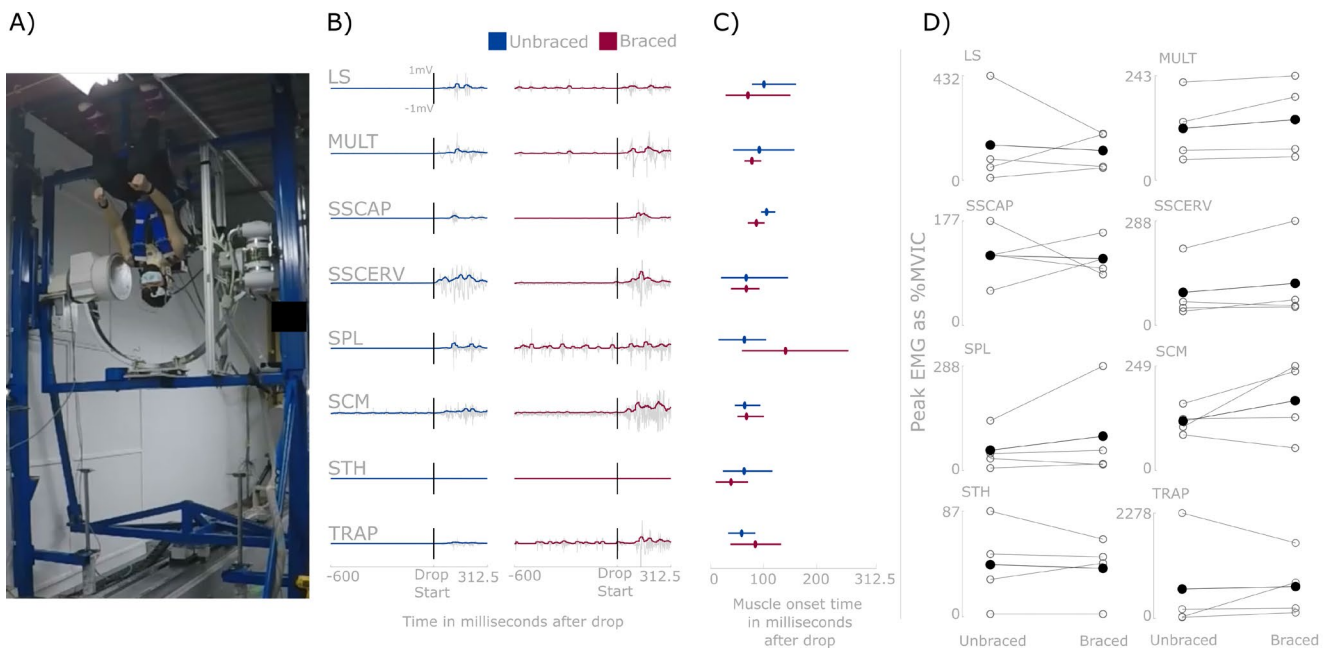 A)
B)
C)
D)
Unbraced Braced
LS
1mV
-1mV
MULT
SSCAP
SSCERV
SPL
SCM
STH
TRAP
-600 Drop Start 312.5 -600 Drop Start 312.5
Time in milliseconds after drop
0 100 200 312.5
Muscle onset time
in milliseconds
after drop
Peak EMG as %MVIC
LS
432
0
MULT
243
0
SSCAP
177
0
SSCERV
288
0
SPL
288
0
SCM
249
0
STH
87
0
TRAP
2278
0
Unbraced Braced Unbraced Braced